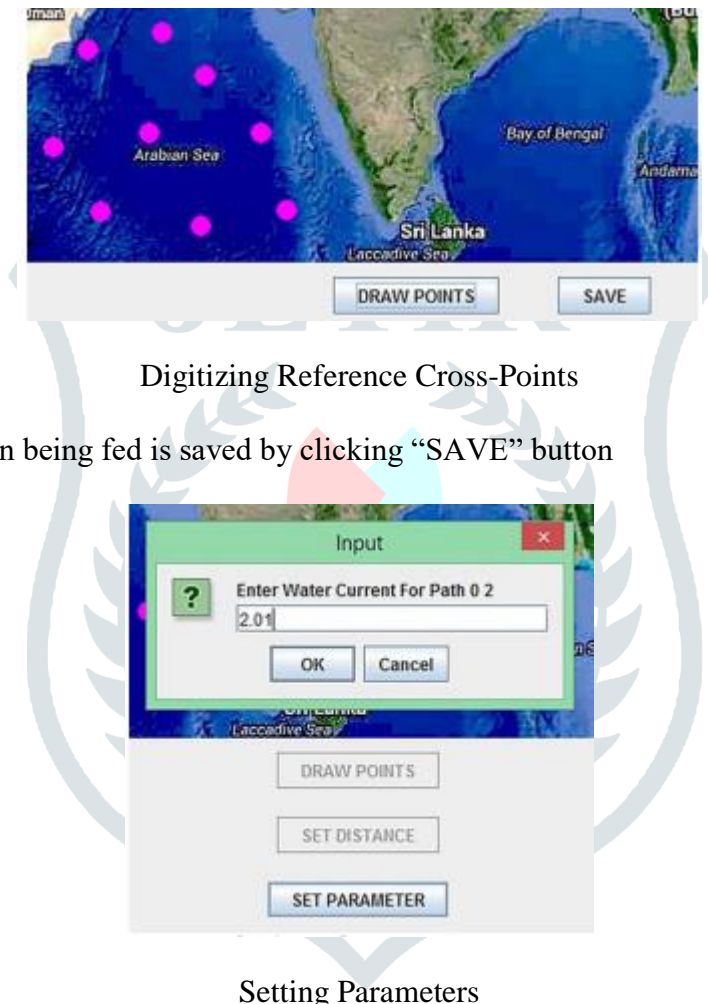 Arabian Sea
Bay of Bengal
Sri Lanka
Laccadive Sea
DRAW POINTS SAVE
Digitizing Reference Cross-Points
n being fed is saved by clicking “SAVE” button
Input
Enter Water Current For Path 0 2
2.01
OK Cancel
Laccadive Sea
DRAW POINTS
SET DISTANCE
SET PARAMETER
Setting Parameters